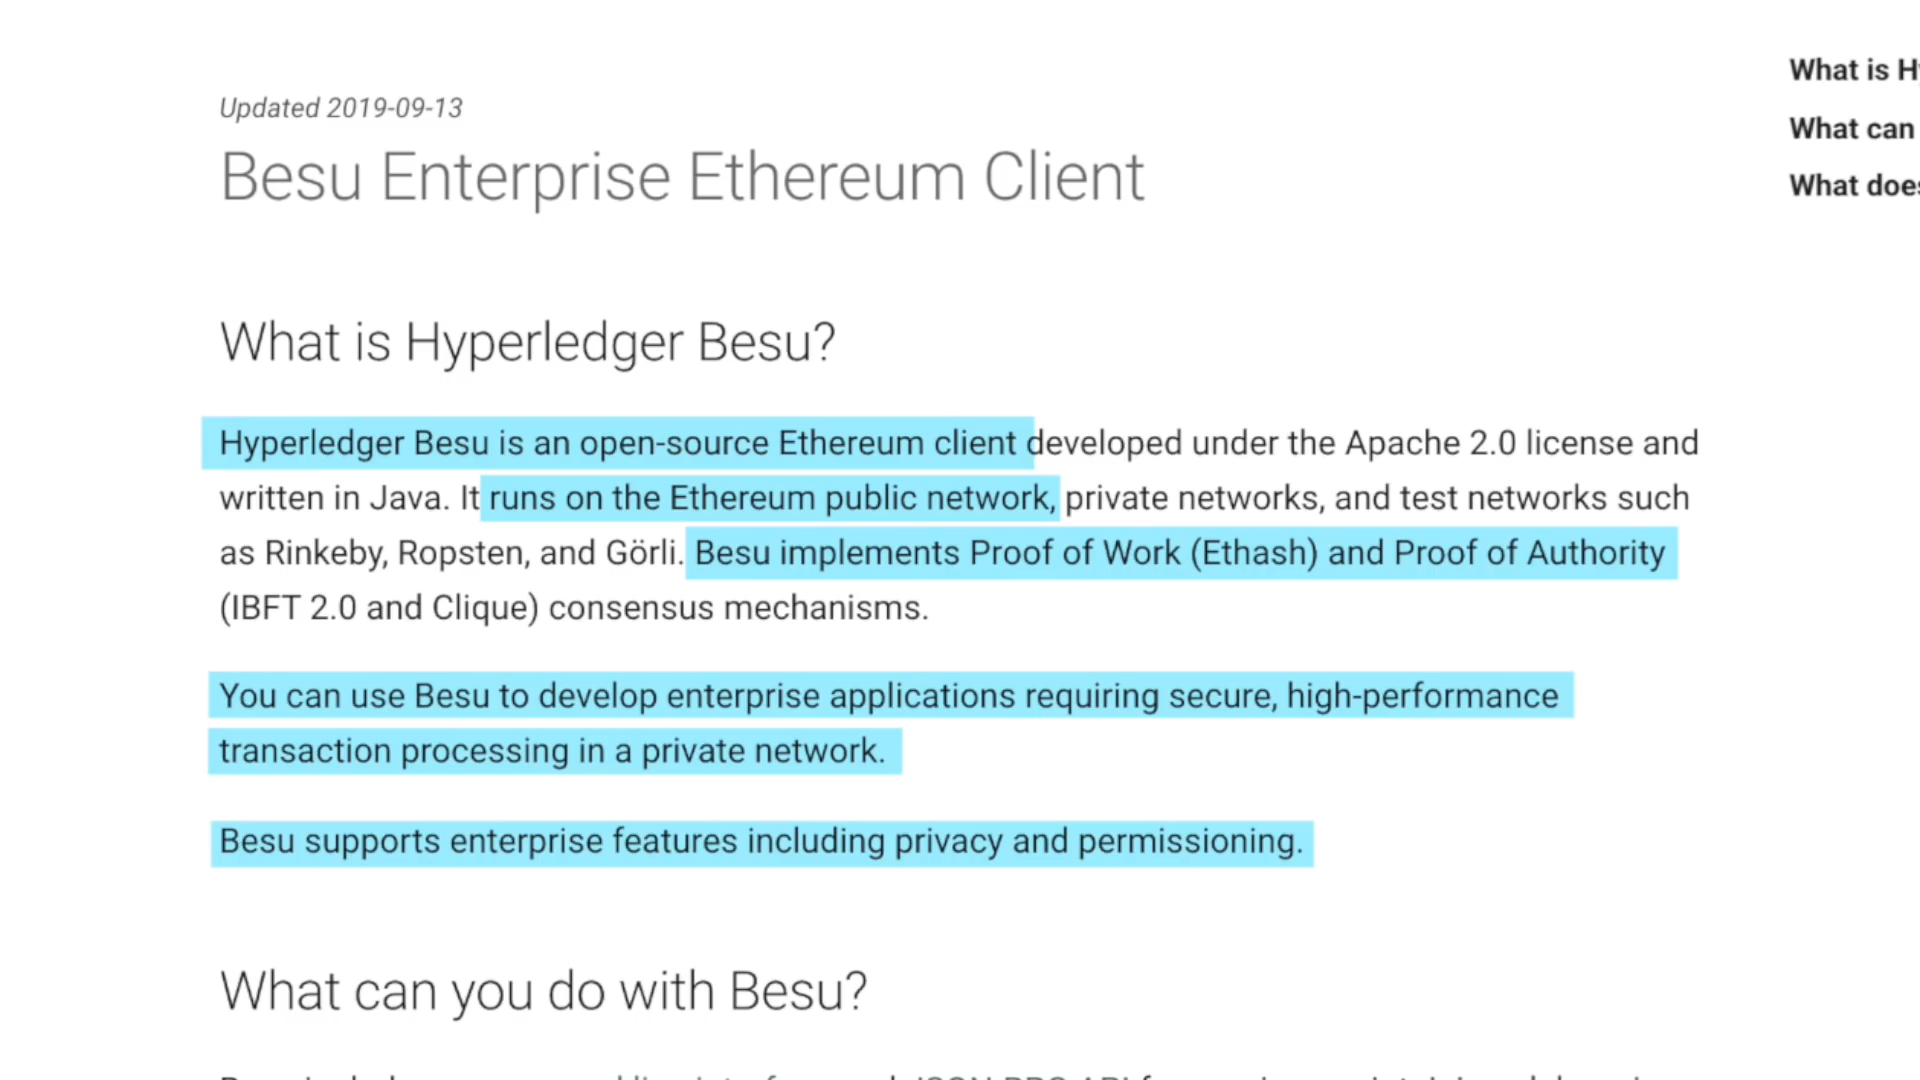 Updated 2019-09-13
Besu Enterprise Ethereum Client
What is Hyperledger Besu?
Hyperledger Besu is an open-source Ethereum client developed under the Apache 2.0 license and
written in Java. It runs on the Ethereum public network, private networks, and test networks such
as Rinkeby, Ropsten, and Görli. Besu implements Proof of Work (Ethash) and Proof of Authority
(IBFT 2.0 and Clique) consensus mechanisms.
You can use Besu to develop enterprise applications requiring secure, high-performance
transaction processing in a private network.
Besu supports enterprise features including privacy and permissioning.
What can you do with Besu?
What is
What can
What does